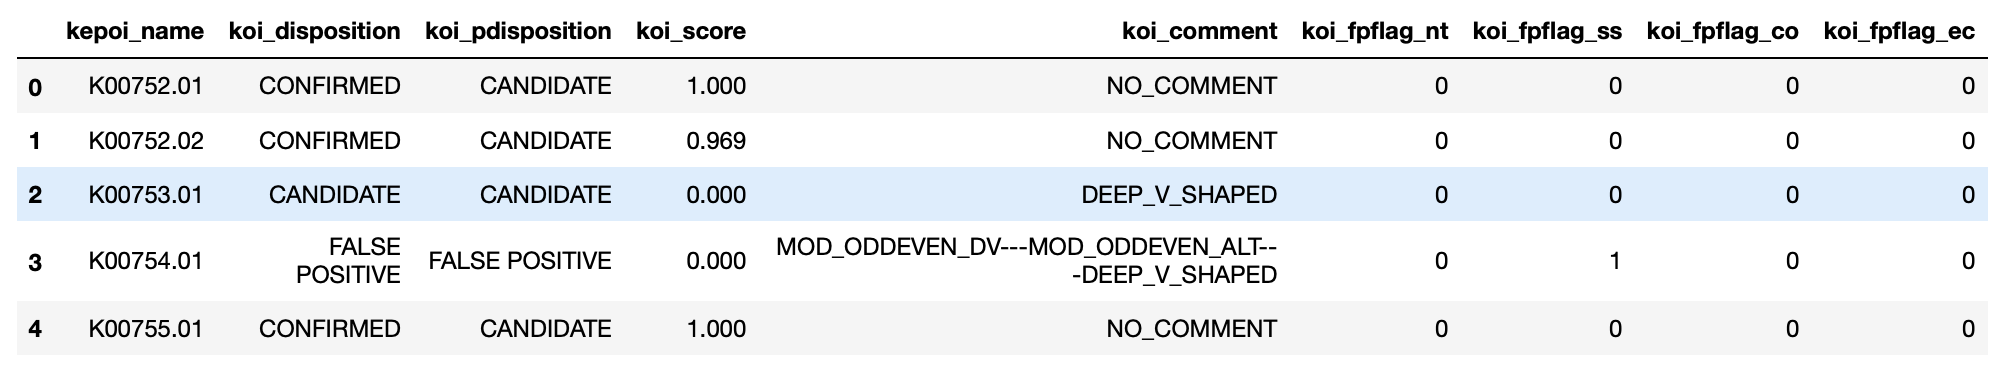 kepoi_name koi_disposition koi_pdisposition koi_score koi_comment koi_fpflag_nt koi_fpflag_ss koi_fpflag_co koi_fpflag_ec
0 K00752.01 CONFIRMED CANDIDATE 1.000 NO_COMMENT 0 0 0 0
1 K00752.02 CONFIRMED CANDIDATE 0.969 NO_COMMENT 0 0 0 0
2 K00753.01 CANDIDATE CANDIDATE 0.000 DEEP_V_SHAPED 0 0 0 0
3 K00754.01 FALSE POSITIVE FALSE POSITIVE 0.000 MOD_ODDEVEN_DV---MOD_ODDEVEN_ALT---DEEP_V_SHAPED 0 1 0 0
4 K00755.01 CONFIRMED CANDIDATE 1.000 NO_COMMENT 0 0 0 0